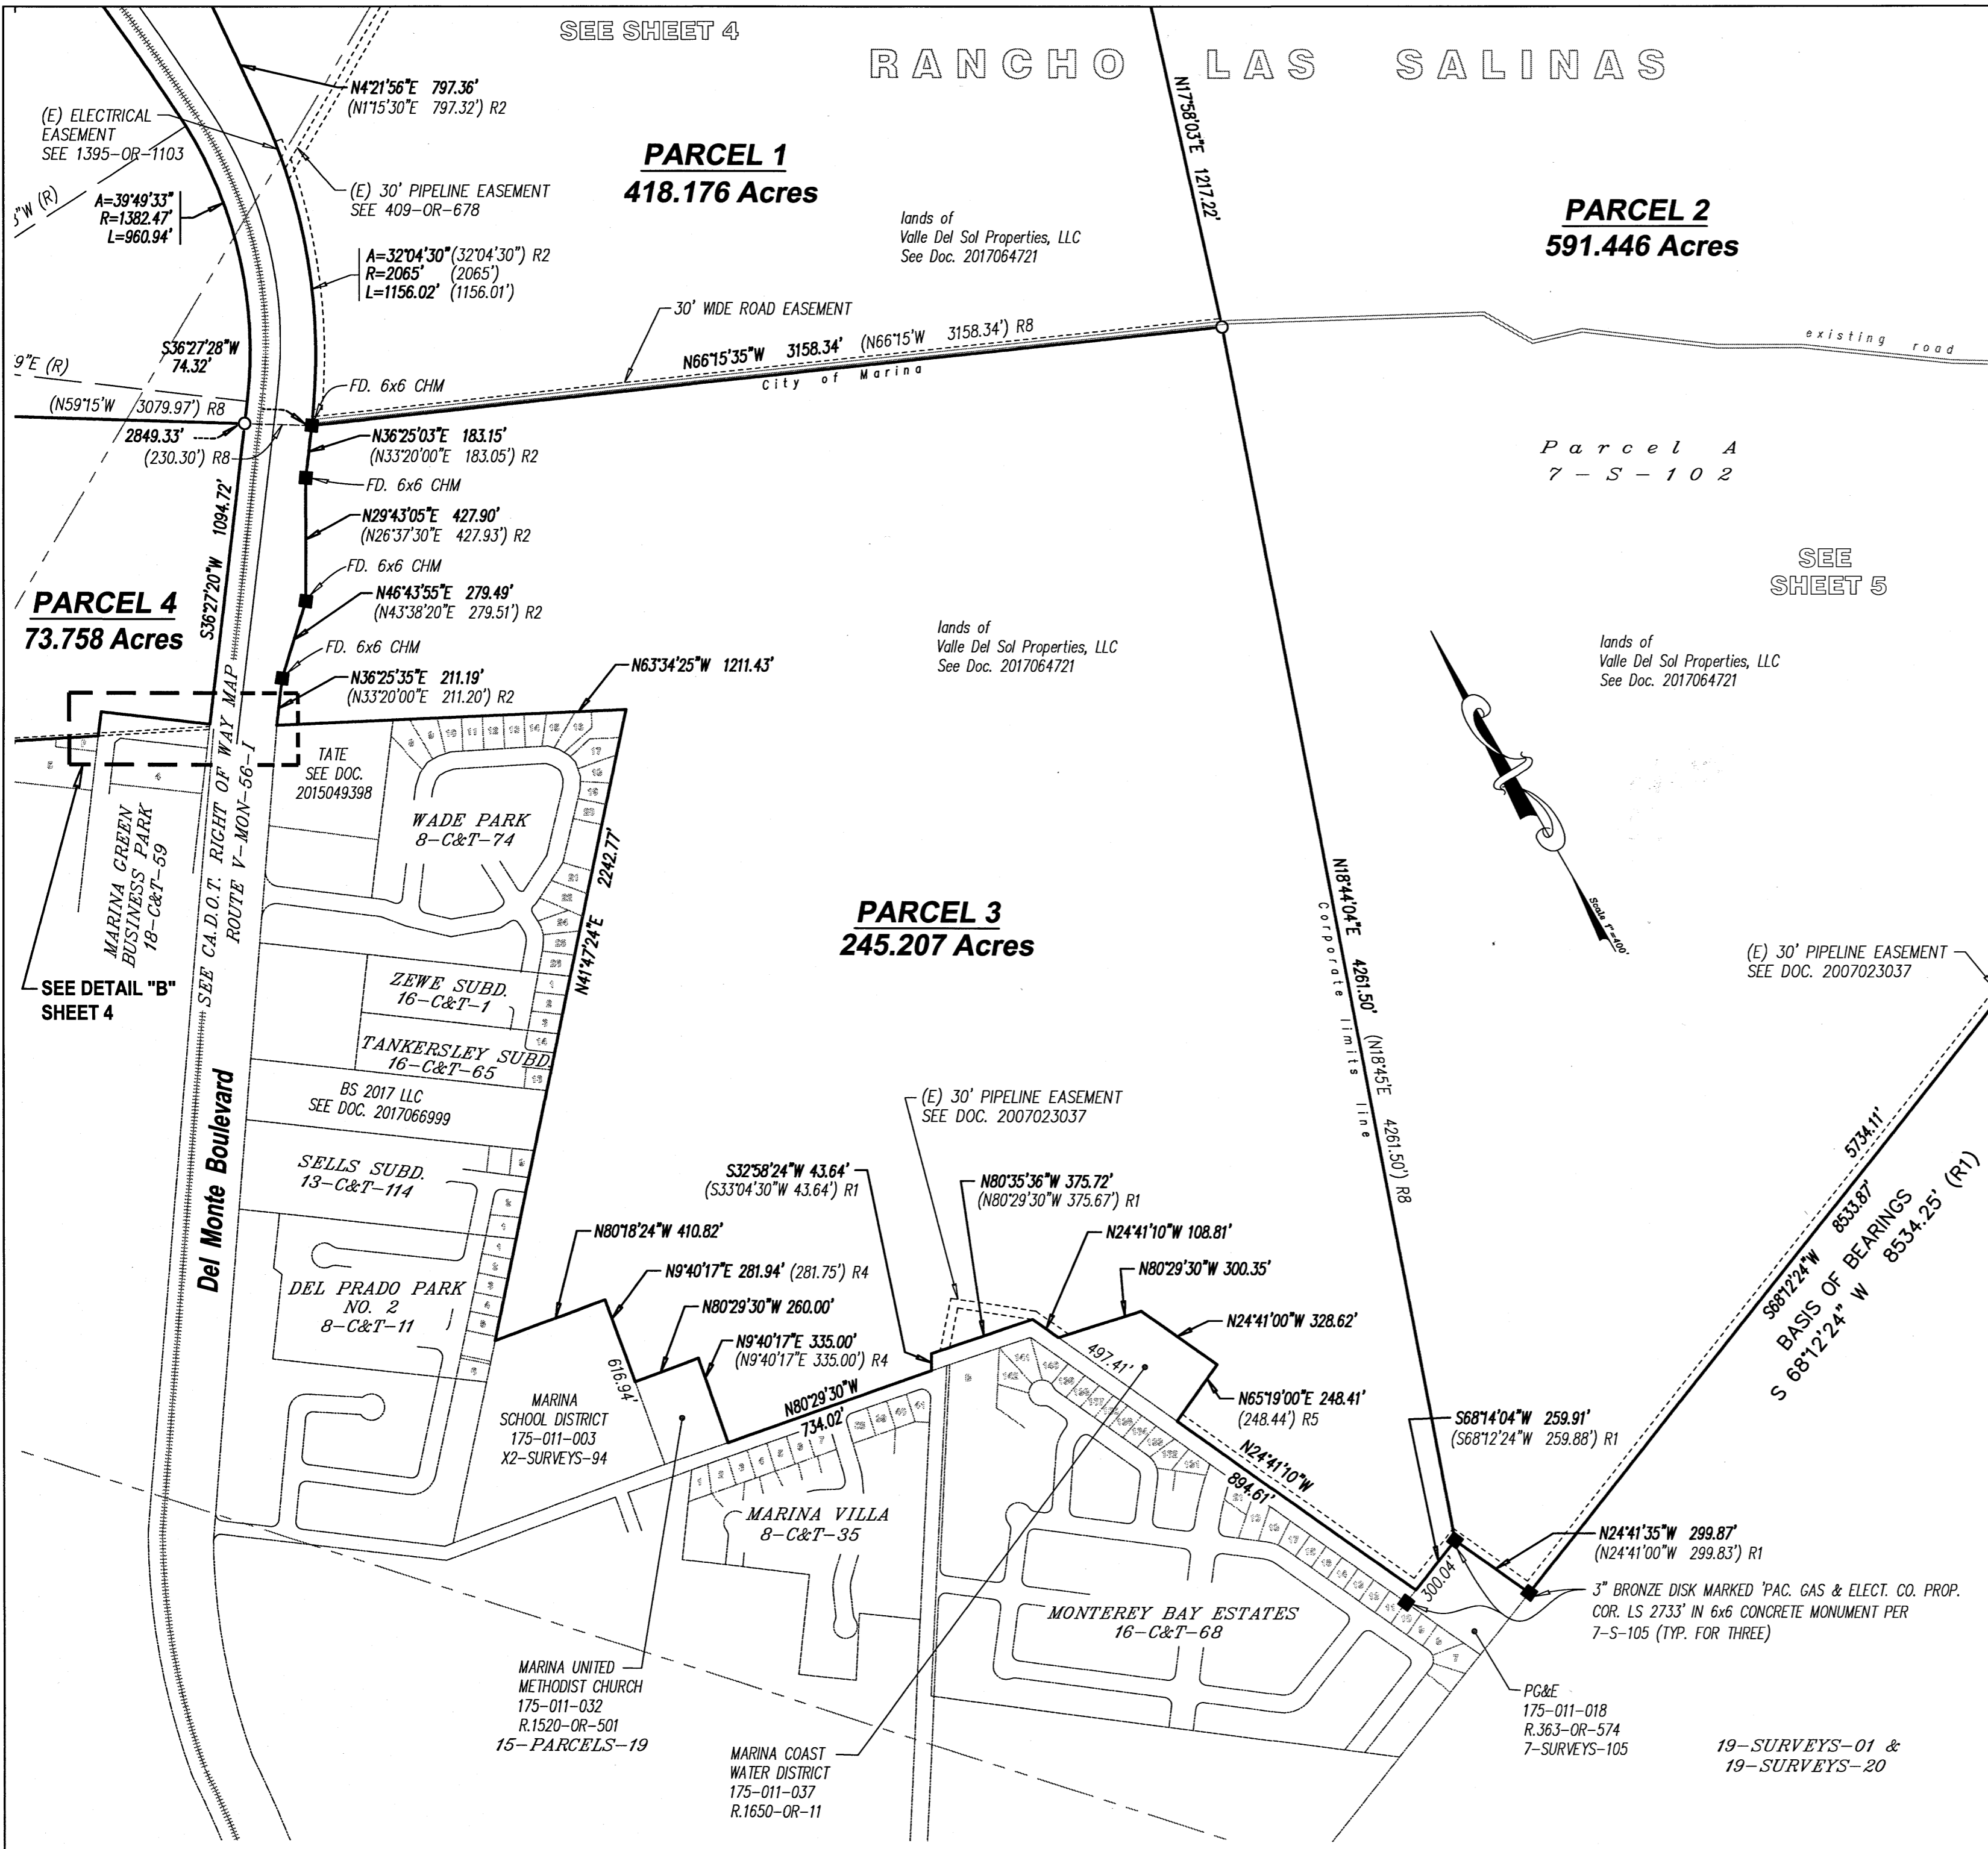 SEE SHEET 4
RANCHO LAS SALINAS
N4°21'56"E 797.36'
(N1°15'30"E 797.32') R2
(E) ELECTRICAL
EASEMENT
SEE 1395-OR-1103
(E) 30' PIPELINE EASEMENT
SEE 409-OR-678
PARCEL 1
418.176 Acres
N17°58'03"E 1217.22'
PARCEL 2
591.446 Acres
lands of
Valle Del Sol Properties, LLC
See Doc. 2017064721
"W (R)
A=39°49'33"
R=1382.47'
L=960.94'
A=32°04'30" (32°04'30") R2
R=2065' (2065')
L=1156.02' (1156.01')
30' WIDE ROAD EASEMENT
N66°15'35"W 3158.34' (N66°15'W 3158.34') R8
City of Marina
existing road
S36°27'28"W
74.32'
9"E (R)
(N59°15'W 3079.97') R8
2849.33'
(230.30') R8
FD. 6x6 CHM
N36°25'03"E 183.15'
(N33°20'00"E 183.05') R2
FD. 6x6 CHM
N29°43'05"E 427.90'
(N26°37'30"E 427.93') R2
FD. 6x6 CHM
N46°43'55"E 279.49'
(N43°38'20"E 279.51') R2
FD. 6x6 CHM
N36°25'35"E 211.19'
(N33°20'00"E 211.20') R2
S36°27'20"W 1094.72'
Parcel A
7-S-102
SEE
SHEET 5
PARCEL 4
73.758 Acres
lands of
Valle Del Sol Properties, LLC
See Doc. 2017064721
lands of
Valle Del Sol Properties, LLC
See Doc. 2017064721
N63°34'25"W 1211.43'
TATE
SEE DOC.
2015049398
WADE PARK
8-C&T-74
MARINA GREEN
BUSINESS PARK
18-C&T-59
SEE CA.D.O.T. RIGHT OF WAY MAP
ROUTE V-MON-56-I
SEE DETAIL "B"
SHEET 4
N41°47'24"E 2242.77'
PARCEL 3
245.207 Acres
N18°44'04"E 4261.50' (N18°45'E 4261.50') R8
Corporate limits line
Scale 1"=400'
(E) 30' PIPELINE EASEMENT
SEE DOC. 2007023037
ZEWE SUBD.
16-C&T-1
TANKERSLEY SUBD.
16-C&T-65
BS 2017 LLC
SEE DOC. 2017066999
SELLS SUBD.
13-C&T-114
Del Monte Boulevard
DEL PRADO PARK
NO. 2
8-C&T-11
(E) 30' PIPELINE EASEMENT
SEE DOC. 2007023037
S32°58'24"W 43.64'
(S33°04'30"W 43.64') R1
N80°35'36"W 375.72'
(N80°29'30"W 375.67') R1
N80°18'24"W 410.82'
N24°41'10"W 108.81'
N9°40'17"E 281.94' (281.75') R4
N80°29'30"W 300.35'
N80°29'30"W 260.00'
N24°41'00"W 328.62'
N9°40'17"E 335.00'
(N9°40'17"E 335.00') R4
616.94'
497.41'
N80°29'30"W
734.02'
N65°19'00"E 248.41'
(248.44') R5
MARINA
SCHOOL DISTRICT
175-011-003
X2-SURVEYS-94
5734.11'
S68°12'24"W 8533.87'
BASIS OF BEARINGS
S 68°12'24" W 8534.25' (R1)
S68°14'04"W 259.91'
(S68°12'24"W 259.88') R1
N24°41'10"W
894.61'
MARINA VILLA
8-C&T-35
N24°41'35"W 299.87'
(N24°41'00"W 299.83') R1
300.04'
3" BRONZE DISK MARKED 'PAC. GAS & ELECT. CO. PROP.
COR. LS 2733' IN 6x6 CONCRETE MONUMENT PER
7-S-105 (TYP. FOR THREE)
MONTEREY BAY ESTATES
16-C&T-68
MARINA UNITED
METHODIST CHURCH
175-011-032
R.1520-OR-501
15-PARCELS-19
PG&E
175-011-018
R.363-OR-574
7-SURVEYS-105
MARINA COAST
WATER DISTRICT
175-011-037
R.1650-OR-11
19-SURVEYS-01 &
19-SURVEYS-20